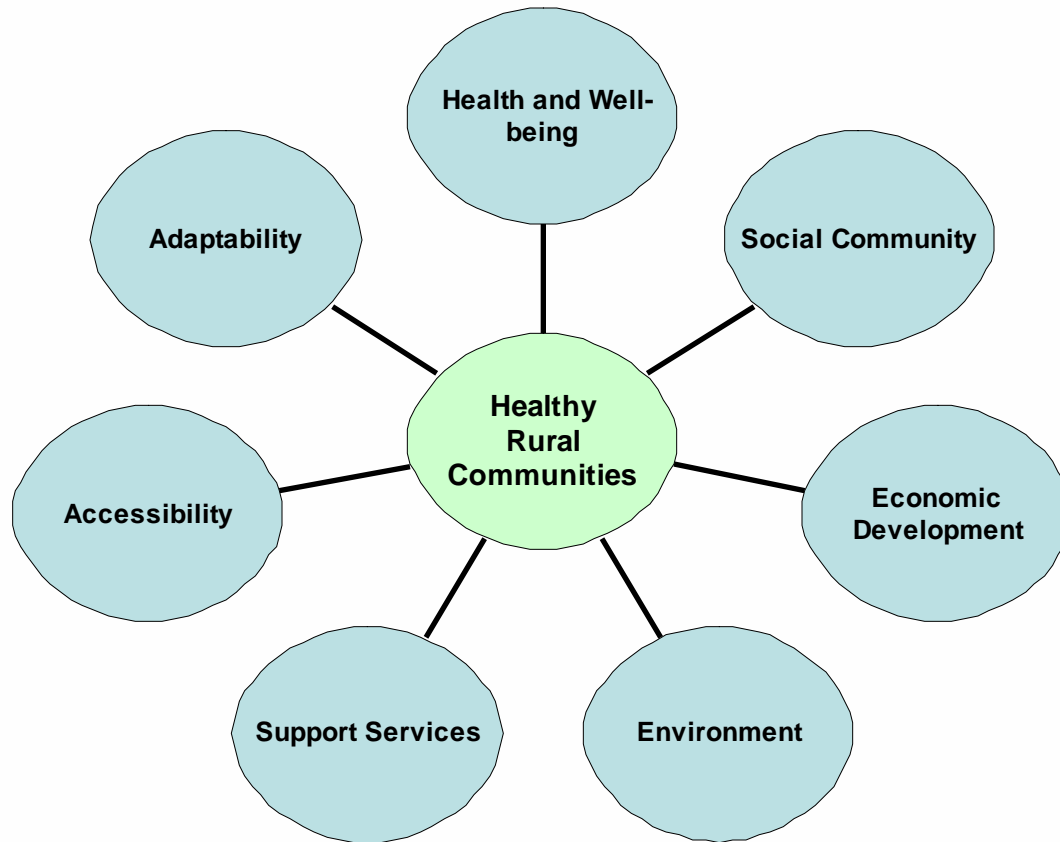 Health and Well-
being
Adaptability
Social Community
Healthy
Rural
Communities
Accessibility
Economic
Development
Support Services
Environment